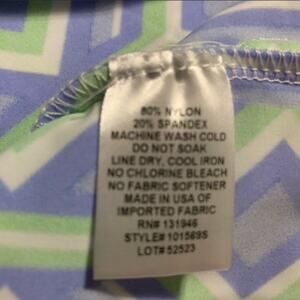 80% NYLON
20% SPANDEX
MACHINE WASH COLD
DO NOT SOAK
LINE DRY, COOL IRON
NO CHLORINE BLEACH
NO FABRIC SOFTENER
MADE IN USA OF
IMPORTED FABRIC
RN# 131946
STYLE# 101569S
LOT# 52523